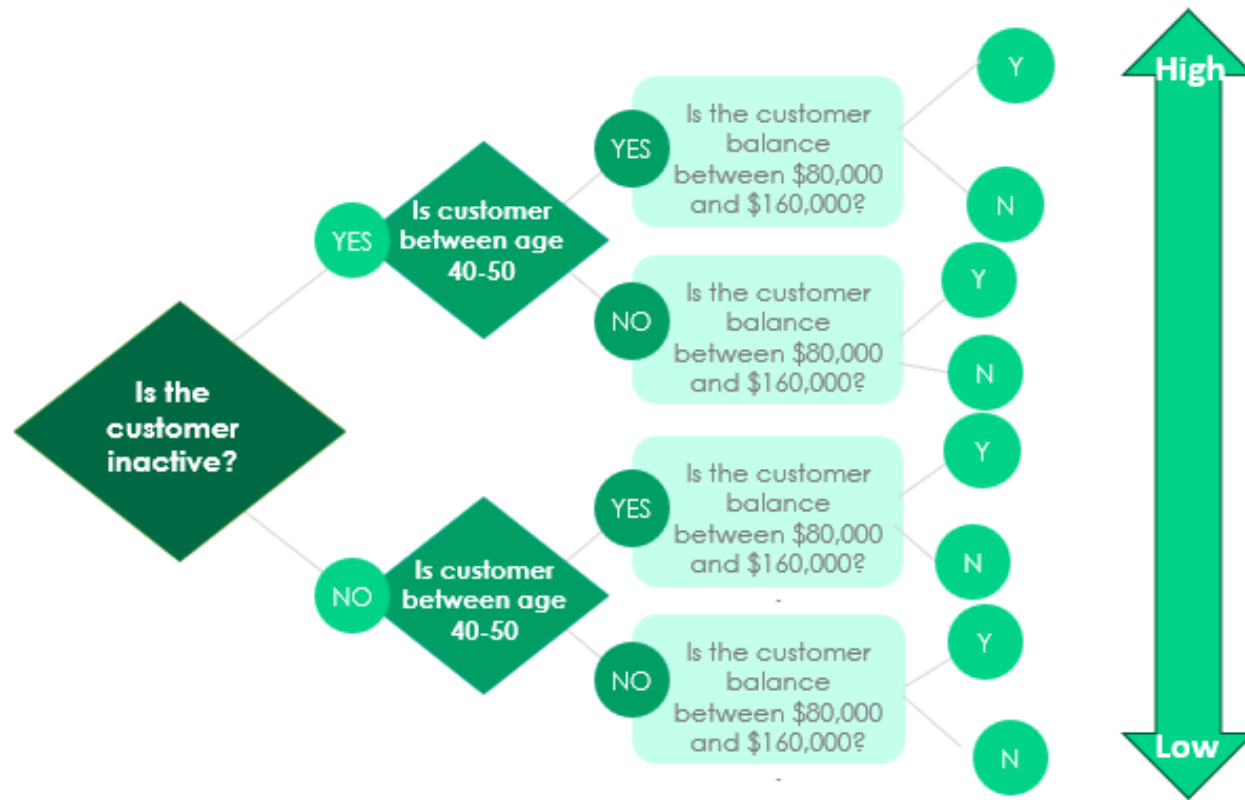 Is the
customer
inactive?
YES
Is customer
between age
40-50
YES
Is the customer
balance
between $80,000
and $160,000?
Y
N
NO
Is the customer
balance
between $80,000
and $160,000?
Y
N
NO
Is customer
between age
40-50
YES
Is the customer
balance
between $80,000
and $160,000?
-
Y
N
NO
Is the customer
balance
between $80,000
and $160,000?
-
Y
N
High
Low